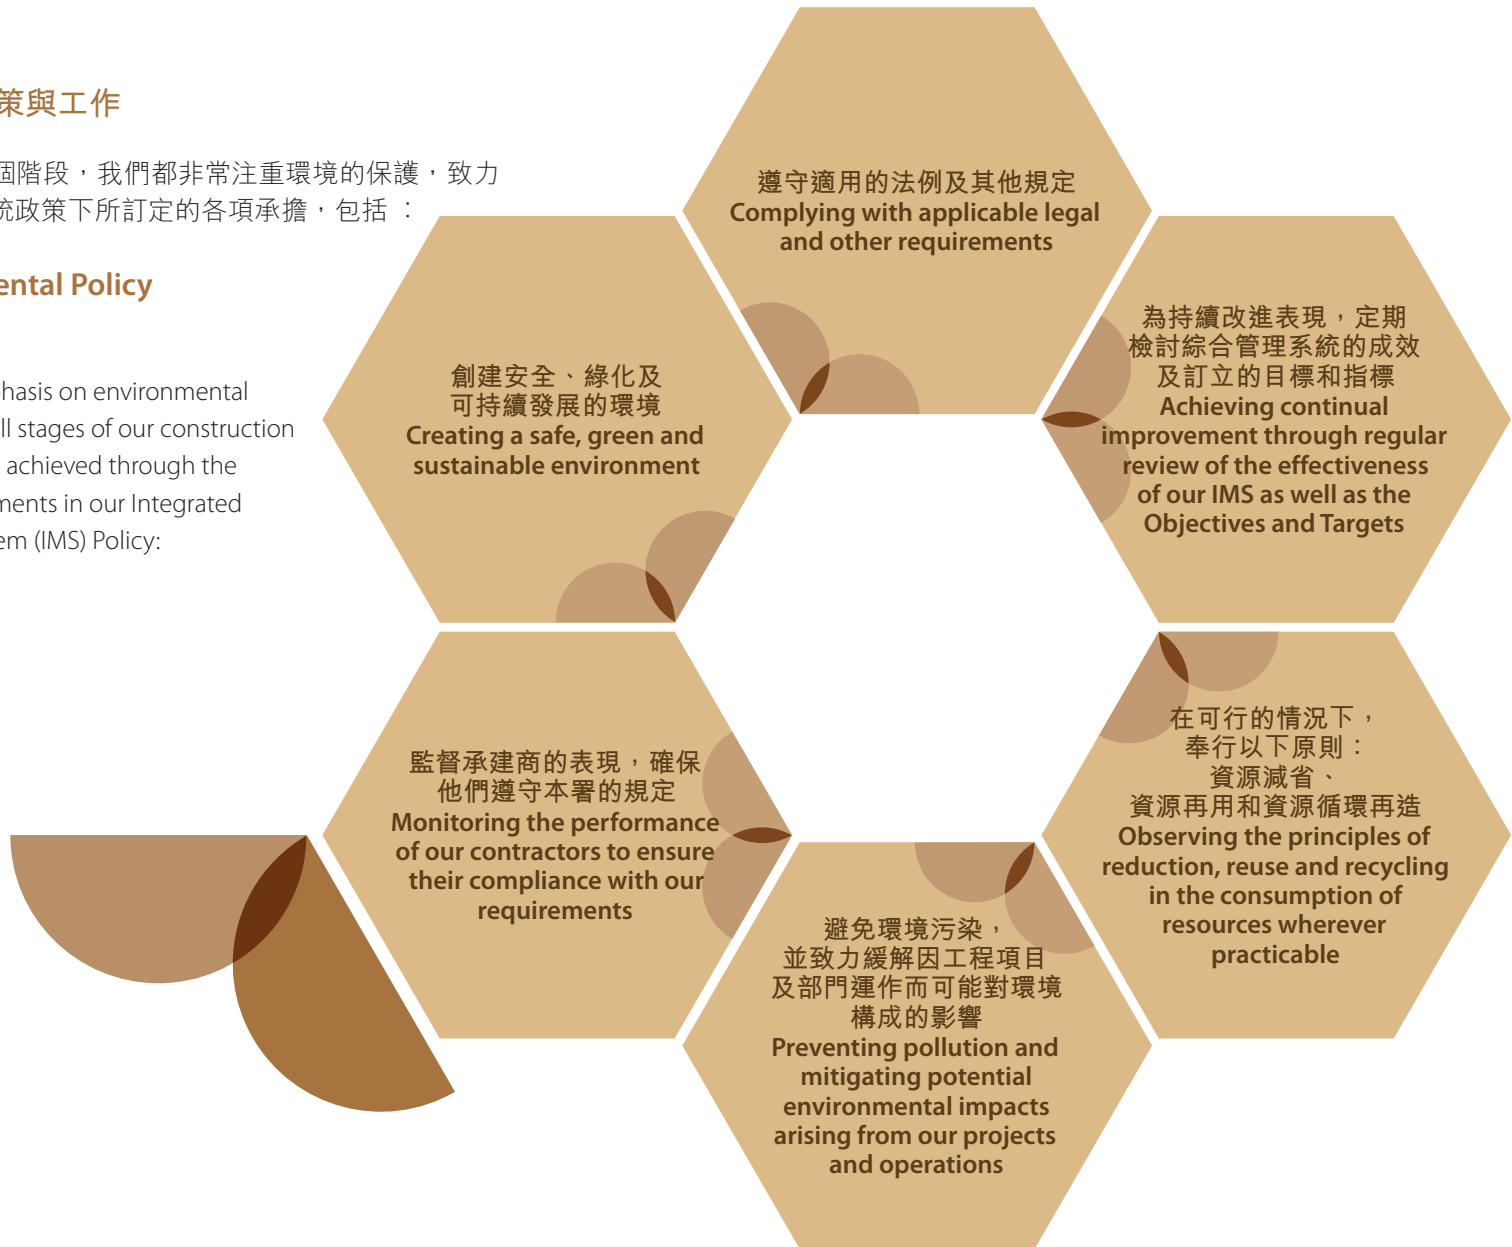 策與工作
個階段，我們都非常注重環境的保護，致力
統政策下所訂定的各項承擔，包括 ：
ental Policy
hasis on environmental
ll stages of our construction
achieved through the
ments in our Integrated
em (IMS) Policy:
遵守適用的法例及其他規定
Complying with applicable legal
and other requirements
為持續改進表現，定期
檢討綜合管理系統的成效
及訂立的目標和指標
Achieving continual
improvement through regular
review of the effectiveness
of our IMS as well as the
Objectives and Targets
在可行的情況下，
奉行以下原則：
資源減省、
資源再用和資源循環再造
Observing the principles of
reduction, reuse and recycling
in the consumption of
resources wherever
practicable
避免環境污染，
並致力緩解因工程項目
及部門運作而可能對環境
構成的影響
Preventing pollution and
mitigating potential
environmental impacts
arising from our projects
and operations
監督承建商的表現，確保
他們遵守本署的規定
Monitoring the performance
of our contractors to ensure
their compliance with our
requirements
創建安全、綠化及
可持續發展的環境
Creating a safe, green and
sustainable environment